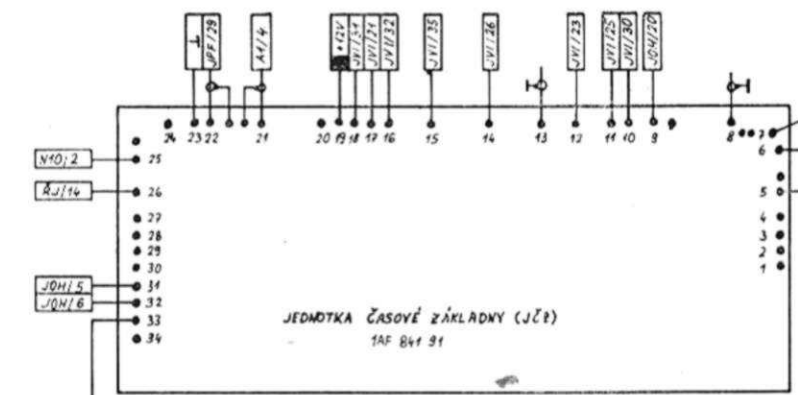 JPF/29
A1/4
+12V
JVI/31
JVI/21
JVI/32
JVI/35
JVI/26
JVI/23
JVI/25
JVI/30
JOH/20
24 23 22 21 20 19 18 17 16 15 14 13 12 11 10 9 8 7
6
N10/2 25
ŘJ/14 26 5
27 4
28 3
29 2
30 1
JOH/5 31
JOH/6 32
33
34
JEDNOTKA ČASOVÉ ZÁKLADNY (JČZ)
1AF 841 91